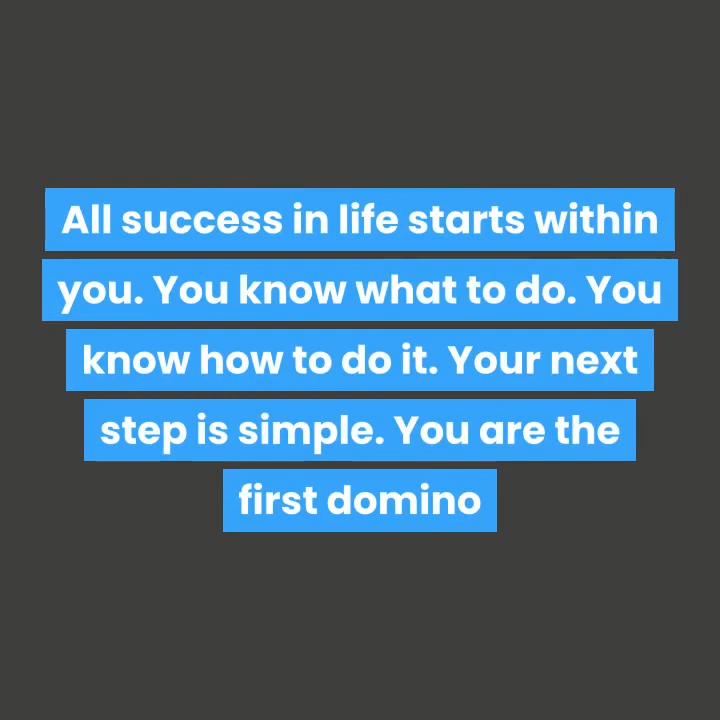 All success in life starts within
you. You know what to do. You
know how to do it. Your next
step is simple. You are the
first domino